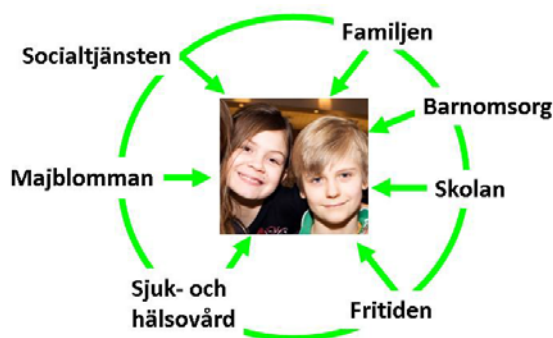 Familjen
Socialtjänsten
Barnomsorg
Majblomman
Skolan
Sjuk- och
hälsovård
Fritiden